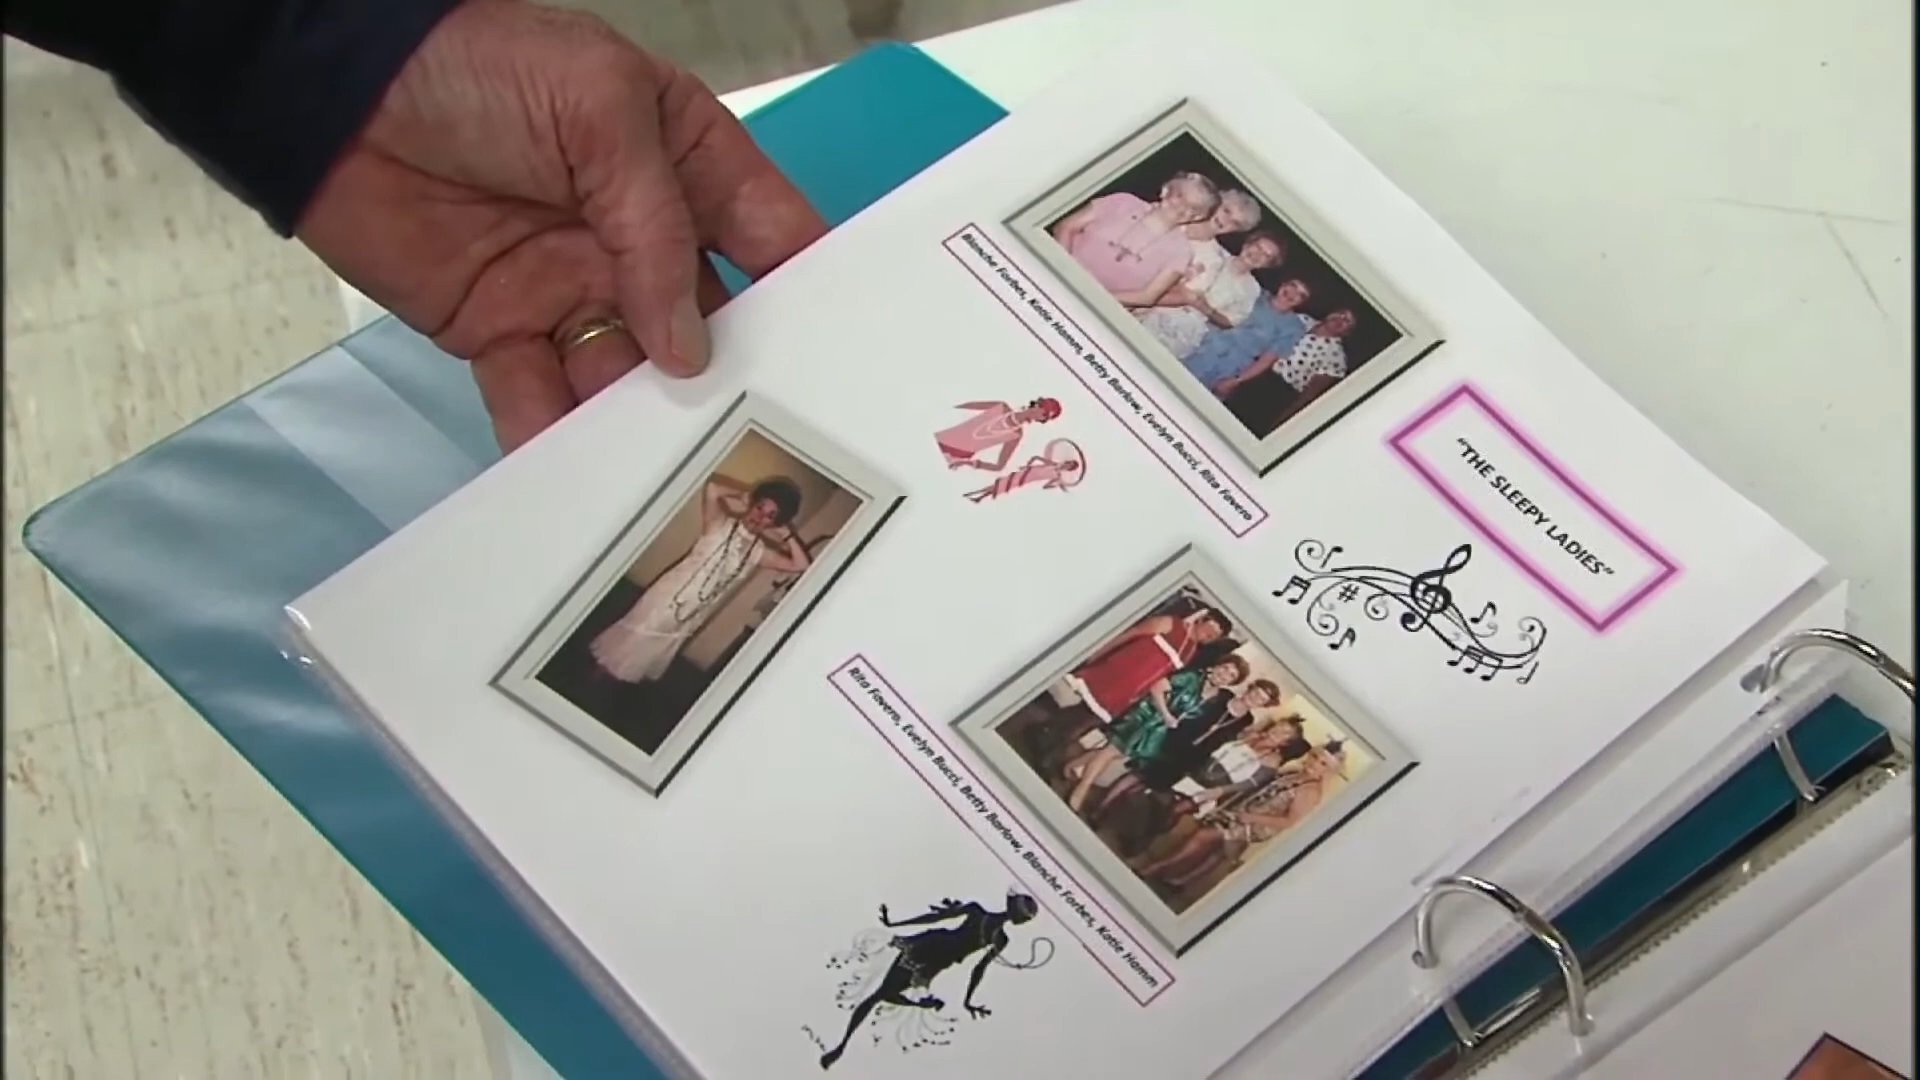 "THE SLEEPY LADIES"
Blanche Forbes, Katie Hamm, Betty Barlow, Evelyn Bucci, Rita Favero
Rita Favero, Evelyn Bucci, Betty Barlow, Blanche Forbes, Katie Hamm